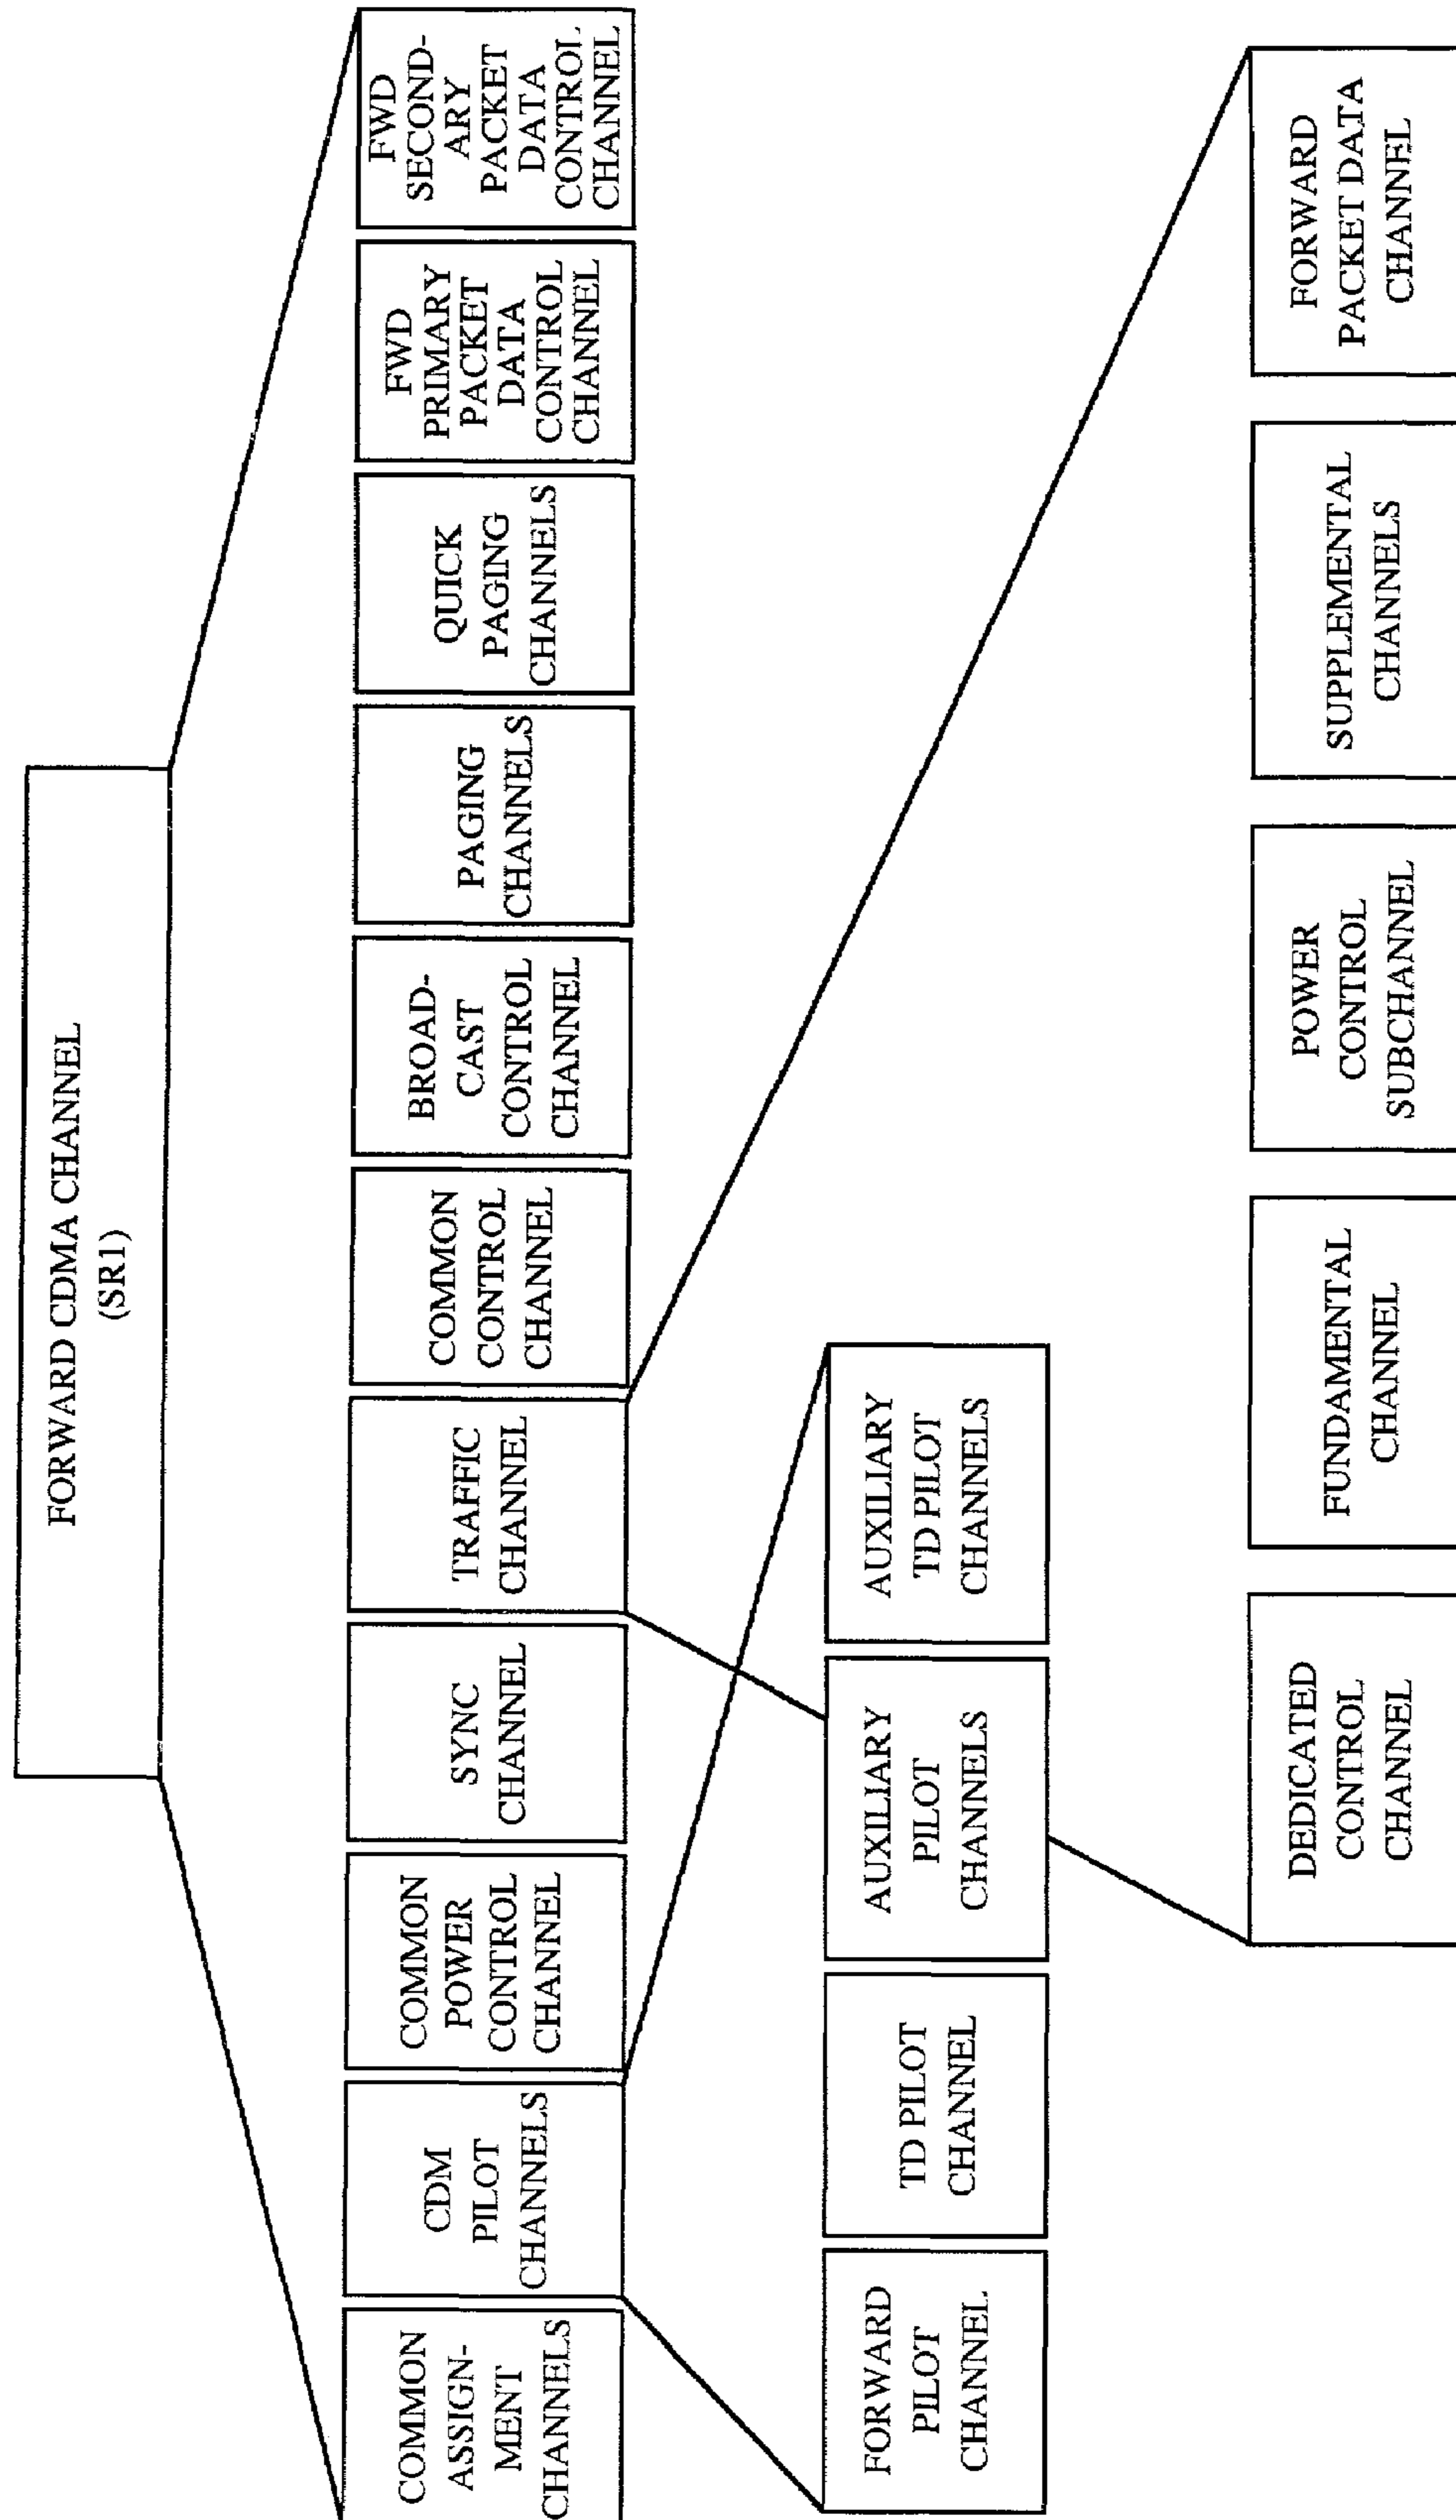 FORWARD CDMA CHANNEL
(SR1)
COMMON
ASSIGN-
MENT
CHANNELS
CDM
PILOT
CHANNELS
COMMON
POWER
CONTROL
CHANNEL
SYNC
CHANNEL
TRAFFIC
CHANNEL
COMMON
CONTROL
CHANNEL
BROAD-
CAST
CONTROL
CHANNEL
PAGING
CHANNELS
QUICK
PAGING
CHANNELS
FWD
PRIMARY
PACKET
DATA
CONTROL
CHANNEL
FWD
SECOND-
ARY
PACKET
DATA
CONTROL
CHANNEL
FORWARD
PILOT
CHANNEL
TD PILOT
CHANNEL
AUXILIARY
PILOT
CHANNELS
AUXILIARY
TD PILOT
CHANNELS
DEDICATED
CONTROL
CHANNEL
FUNDAMENTAL
CHANNEL
POWER
CONTROL
SUBCHANNEL
SUPPLEMENTAL
CHANNELS
FORWARD
PACKET DATA
CHANNEL